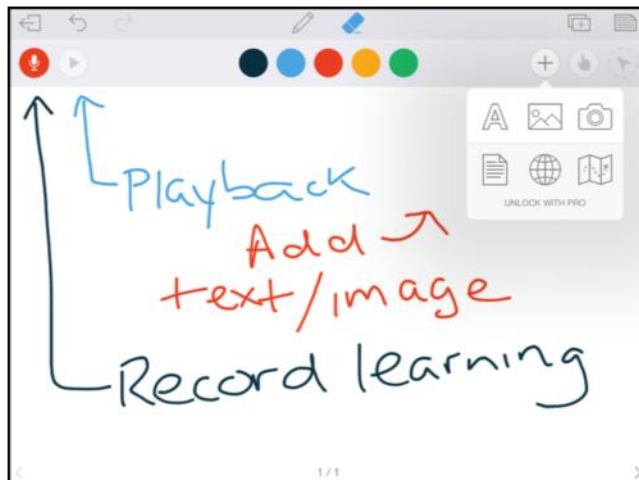 A
UNLOCK WITH PRO
Playback
Add
text/image
Record learning
1/1